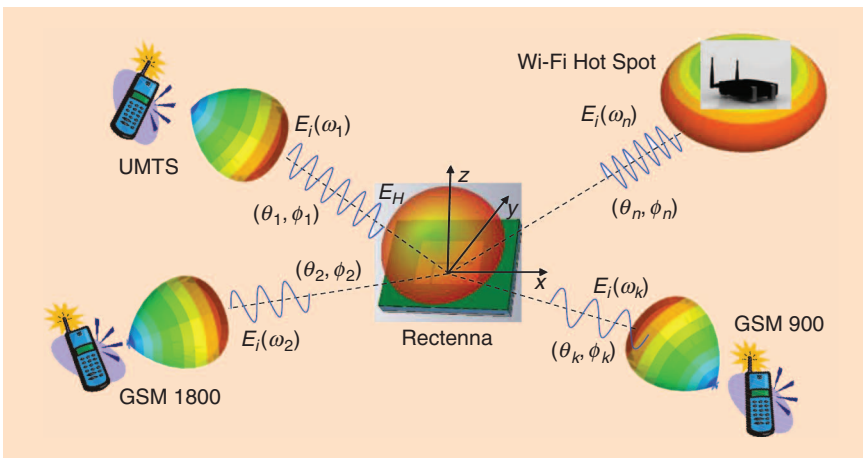 Wi-Fi Hot Spot
UMTS
E_i(ω_1)
E_i(ω_n)
(θ_1, ϕ_1)
E_H
z
y
x
(θ_n, ϕ_n)
(θ_2, ϕ_2)
E_i(ω_2)
E_i(ω_k)
Rectenna
(θ_k, ϕ_k)
GSM 1800
GSM 900